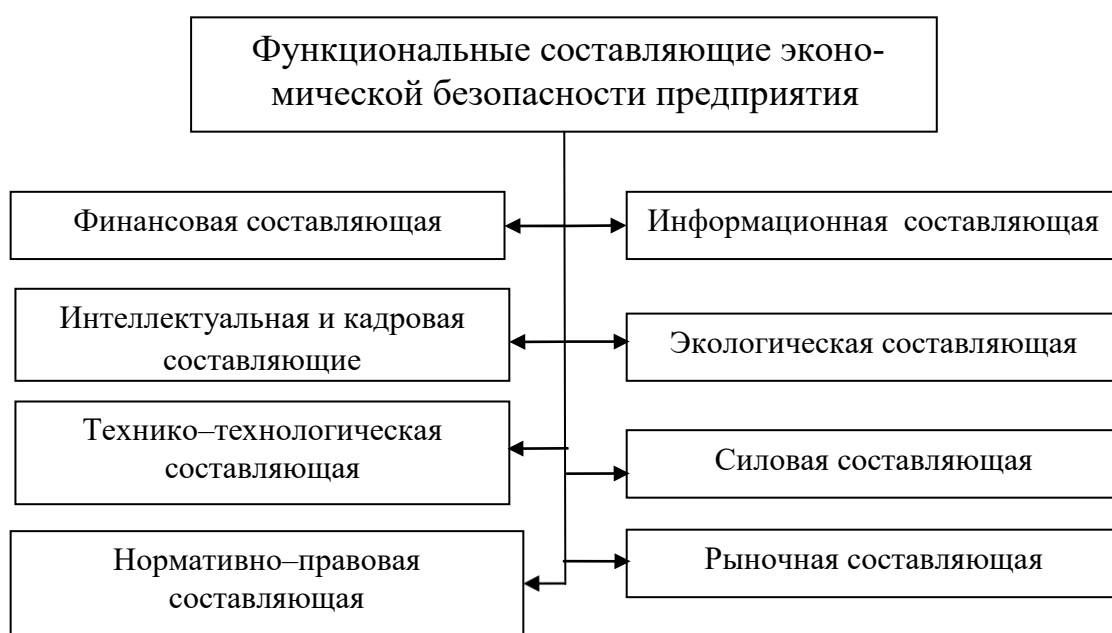 Функциональные составляющие эконо-
мической безопасности предприятия
Финансовая составляющая
Информационная  составляющая
Интеллектуальная и кадровая
составляющие
Экологическая составляющая
Технико–технологическая
составляющая
Силовая составляющая
Нормативно–правовая
составляющая
Рыночная составляющая